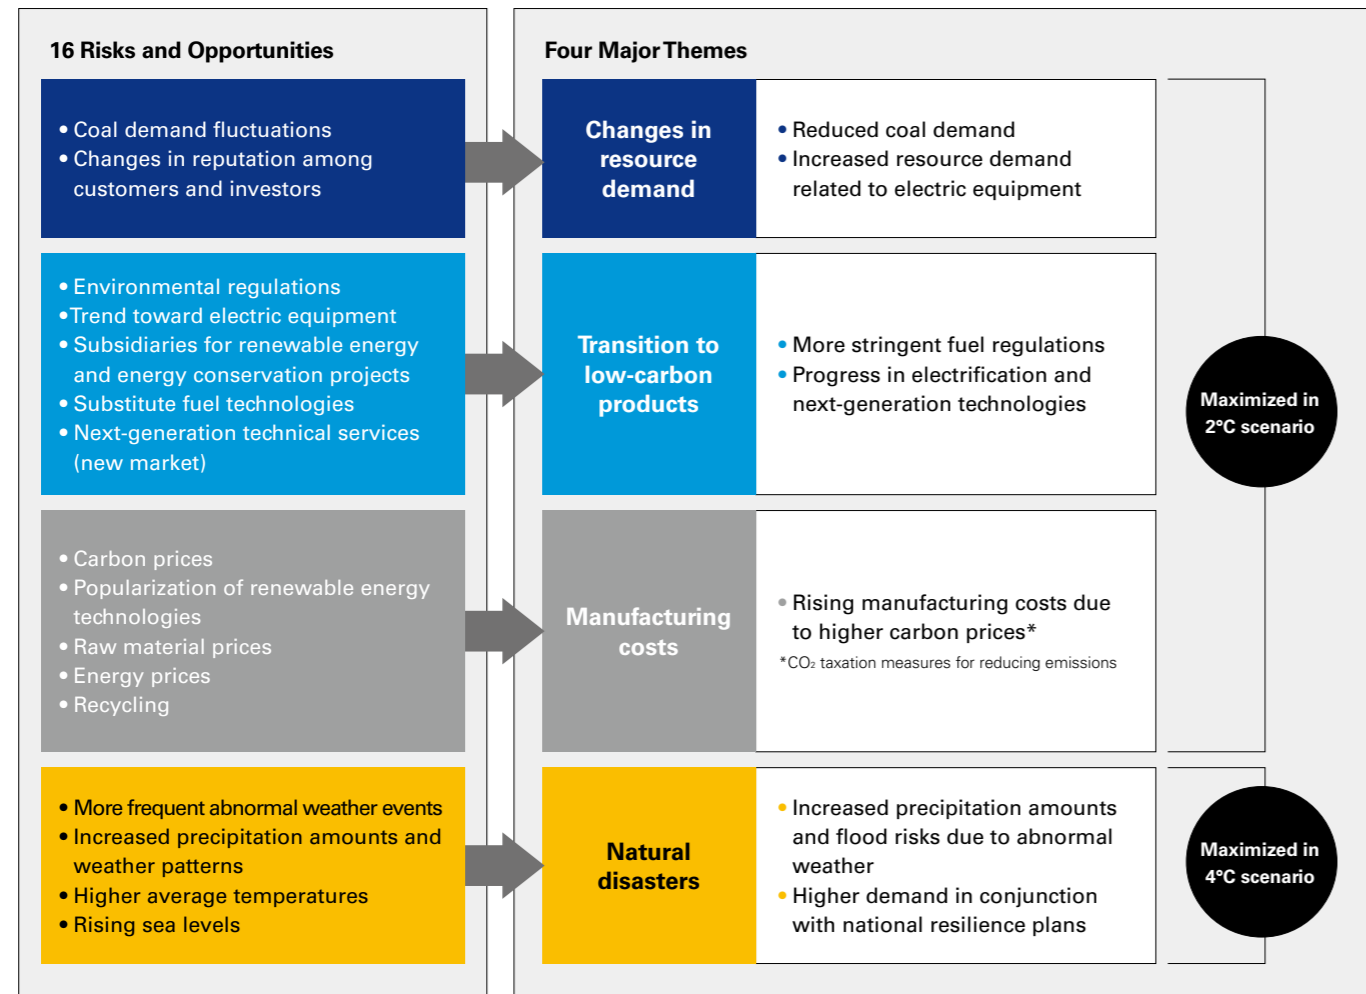 16 Risks and Opportunities
• Coal demand fluctuations
• Changes in reputation among
customers and investors
• Environmental regulations
•Trend toward electric equipment
• Subsidiaries for renewable energy
and energy conservation projects
• Substitute fuel technologies
• Next-generation technical services
(new market)
• Carbon prices
• Popularization of renewable energy
technologies
• Raw material prices
• Energy prices
• Recycling
• More frequent abnormal weather events
• Increased precipitation amounts and
weather patterns
• Higher average temperatures
• Rising sea levels
Four Major Themes
Changes in
resource
demand
• Reduced coal demand
• Increased resource demand
related to electric equipment
Transition to
low-carbon
products
• More stringent fuel regulations
• Progress in electrification and
next-generation technologies
Manufacturing
costs
• Rising manufacturing costs due
to higher carbon prices*
*CO₂ taxation measures for reducing emissions
Natural
disasters
• Increased precipitation amounts
and flood risks due to abnormal
weather
• Higher demand in conjunction
with national resilience plans
Maximized in
2°C scenario
Maximized in
4°C scenario